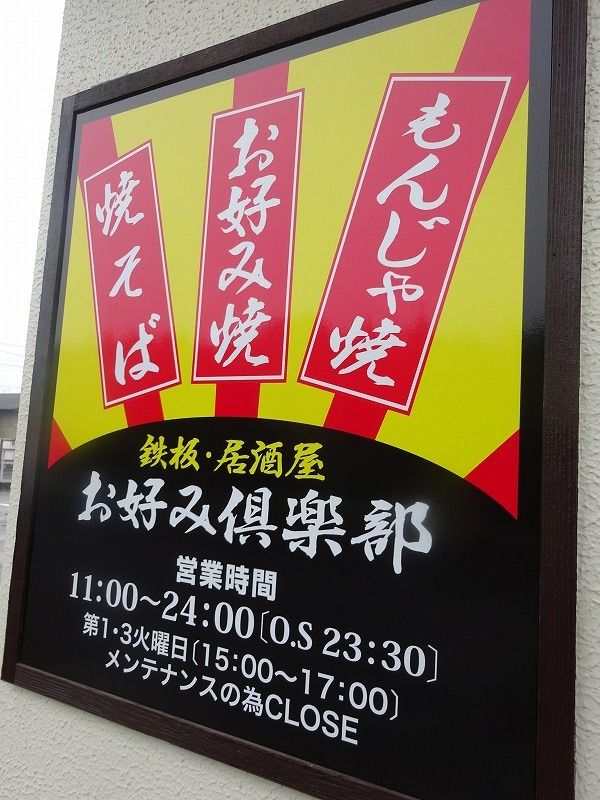 もんじゃ焼
お好み焼
焼そば
鉄板・居酒屋
お好み倶楽部
営業時間
11:00～24:00〔O.S 23:30〕
第1・3火曜日〔15:00～17:00〕
メンテナンスの為CLOSE